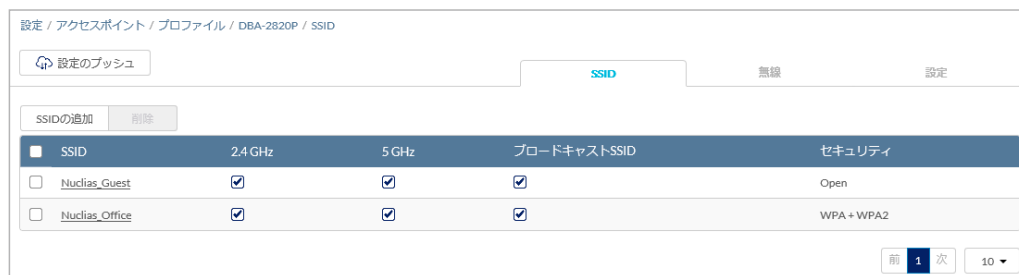 設定 / アクセスポイント / プロファイル / DBA-2820P / SSID
設定のプッシュ
SSID 無線 設定
SSIDの追加 削除
SSID 2.4 GHz 5 GHz ブロードキャストSSID セキュリティ
Nuclias_Guest Open
Nuclias_Office WPA + WPA2
前 1 次 10